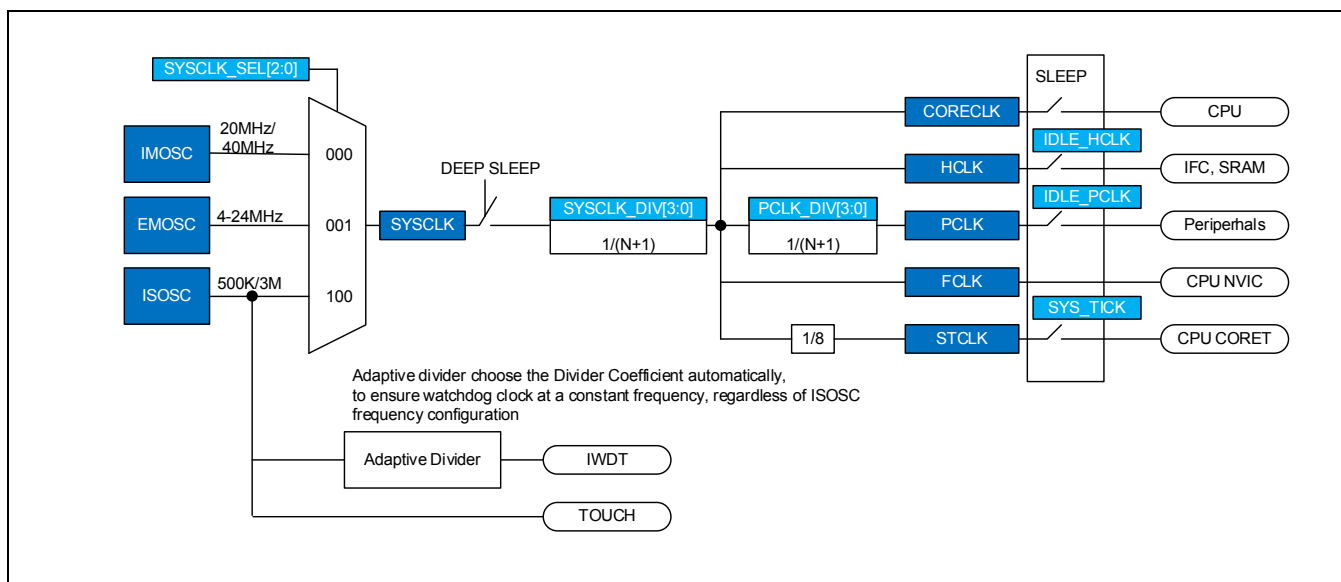 SYSCLK_SEL[2:0]
SLEEP
IMOSC
20MHz/
40MHz
000
CORECLK
CPU
DEEP SLEEP
IDLE_HCLK
HCLK
IFC, SRAM
EMOSC
4-24MHz
001
SYSCLK
SYSCLK_DIV[3:0]
1/(N+1)
PCLK_DIV[3:0]
1/(N+1)
IDLE_PCLK
PCLK
Periperhals
ISOSC
500K/3M
100
FCLK
CPU NVIC
SYS_TICK
1/8
STCLK
CPU CORET
Adaptive divider choose the Divider Coefficient automatically,
to ensure watchdog clock at a constant frequency, regardless of ISOSC
frequency configuration
Adaptive Divider
IWDT
TOUCH